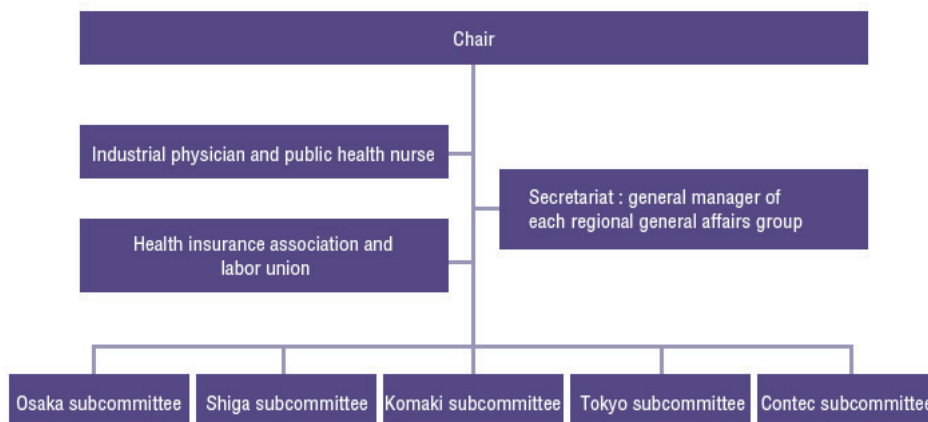 Chair
Industrial physician and public health nurse
Secretariat : general manager of
each regional general affairs group
Health insurance association and
labor union
Osaka subcommittee
Shiga subcommittee
Komaki subcommittee
Tokyo subcommittee
Contec subcommittee